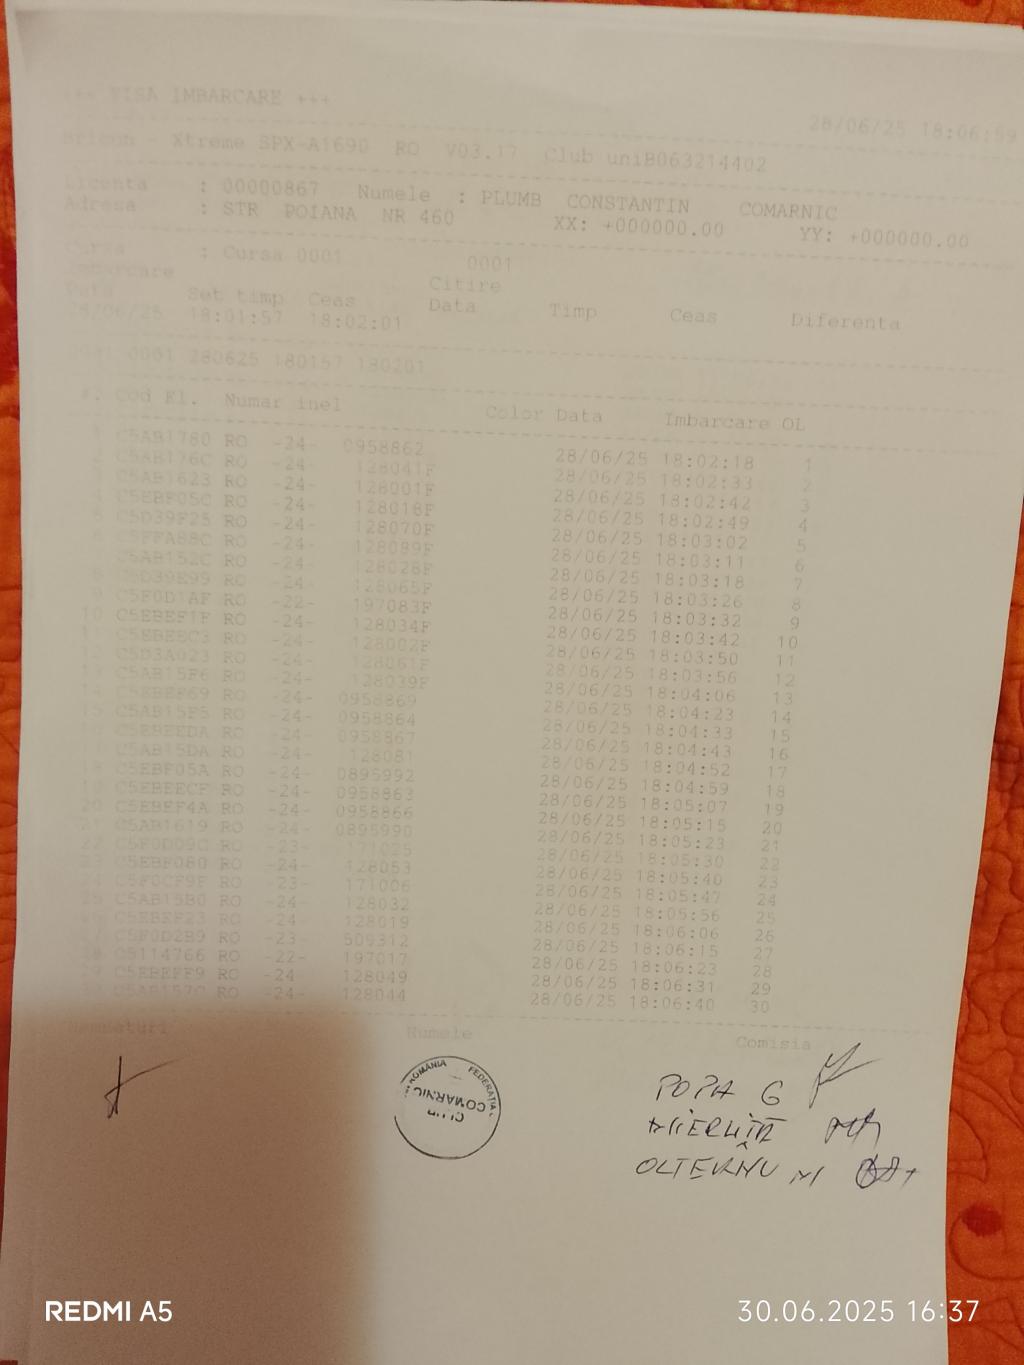 +++ FISA IMBARCARE +++
28/06/25 18:06:59
Bricon - Xtreme SPX-A1690 RO V03.17 Club uniB063214402
Licenta : 00000867 Numele : PLUMB CONSTANTIN COMARNIC
Adresa : STR POIANA NR 460 XX: +000000.00 YY: +000000.00
Cursa : Cursa 0001 0001
Imbarcare Citire
Data Set timp Ceas Data Timp Ceas Diferenta
28/06/25 18:01:57 18:02:01
0001 0001 280625 180157 180201
#. Cod El. Numar inel Color Data Imbarcare OL
1 C5AB1780 RO -24- 0958862 28/06/25 18:02:18 1
2 C5AB176C RO -24- 128041F 28/06/25 18:02:33 2
3 C5AB1623 RO -24- 128001F 28/06/25 18:02:42 3
4 C5EBF05C RO -24- 128018F 28/06/25 18:02:49 4
5 C5D39F25 RO -24- 128070F 28/06/25 18:03:02 5
6 C5FFA88C RO -24- 128089F 28/06/25 18:03:11 6
C5AB152C RO -24- 128028F 28/06/25 18:03:18 7
8 C5D39E99 RO -24- 128065F 28/06/25 18:03:26 8
9 C5F0D1AF RO -22- 197083F 28/06/25 18:03:32 9
10 C5EBEF1F RO -24- 128034F 28/06/25 18:03:42 10
11 C5EBEEC3 RO -24- 128002F 28/06/25 18:03:50 11
12 C5D3A023 RO -24- 128061F 28/06/25 18:03:56 12
13 C5AB15F6 RO -24- 128039F 28/06/25 18:04:06 13
14 C5EBEF69 RO -24- 0958869 28/06/25 18:04:23 14
15 C5AB15F5 RO -24- 0958864 28/06/25 18:04:33 15
C5EBEEDA RO -24- 0958867 28/06/25 18:04:43 16
C5AB15DA RO -24- 128081 28/06/25 18:04:52 17
18 C5EBF05A RO -24- 0895992 28/06/25 18:04:59 18
19 C5EBEECF RO -24- 0958863 28/06/25 18:05:07 19
20 C5EBEF4A RO -24- 0958866 28/06/25 18:05:15 20
21 C5AB1619 RO -24- 0895990 28/06/25 18:05:23 21
22 C5F0D09C RO -23- 171025 28/06/25 18:05:30 22
23 C5EBF080 RO -24- 128053 28/06/25 18:05:40 23
24 C5F0CF9F RO -23- 171006 28/06/25 18:05:47 24
25 C5AB15B0 RO -24- 128032 28/06/25 18:05:56 25
26 C5EBEF23 RO -24- 128019 28/06/25 18:06:06 26
C5F0D2B9 RO -23- 509312 28/06/25 18:06:15 27
28 C5114766 RO -22- 197017 28/06/25 18:06:23 28
29 C5EBEFF9 RO -24- 128049 28/06/25 18:06:31 29
C5AB157C RO -24- 128044 28/06/25 18:06:40 30
Numele Comisia
ROMANIA FEDERATIA
CLUB
COMARNIC
POPA G
OLTEANU M
REDMI A5
30.06.2025 16:37